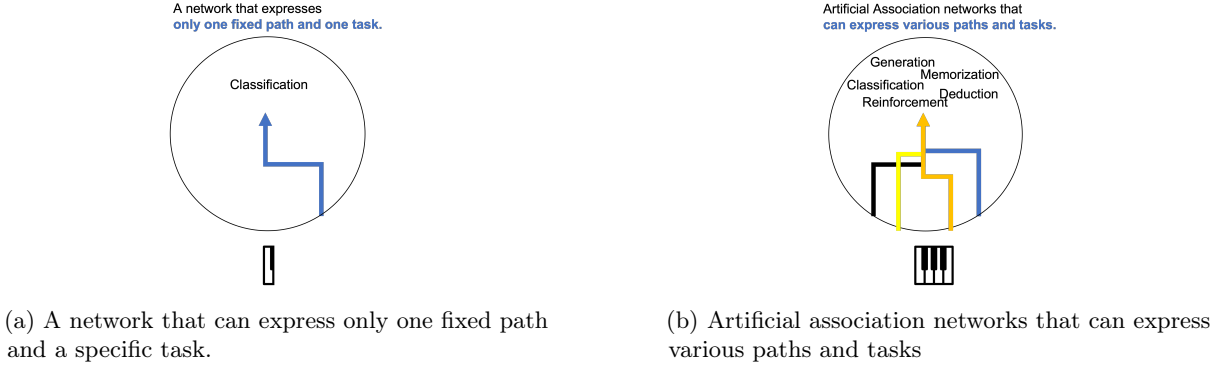 A network that expresses
only one fixed path and one task.
Classification
(a) A network that can express only one fixed path
and a specific task.
Artificial Association networks that
can express various paths and tasks.
Generation
Memorization
Classification
Deduction
Reinforcement
(b) Artificial association networks that can express
various paths and tasks